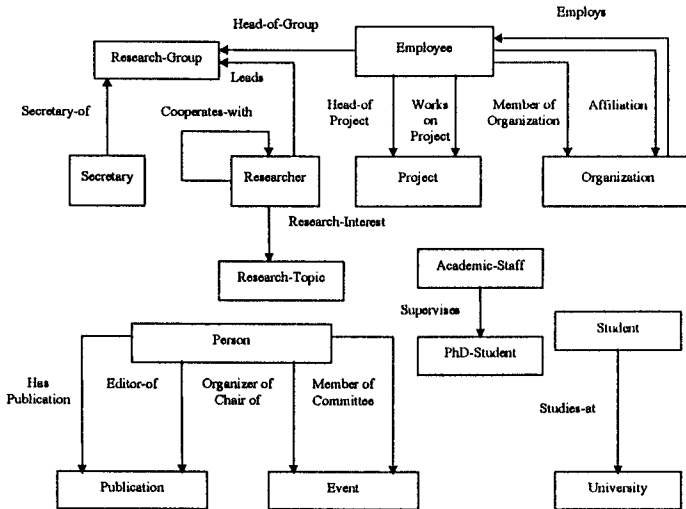 Employs
Head-of-Group
Employee
Research-Group
Leads
Secretary-of
Cooperates-with
Head-of
Project
Works
on
Project
Member of
Organization
Affiliation
Secretary
Researcher
Project
Organization
Research-Interest
Research-Topic
Academic-Staff
Supervises
Student
Person
PhD-Student
Has
Publication
Editor-of
Organizer of
Chair of
Member of
Committee
Studies-at
Publication
Event
University